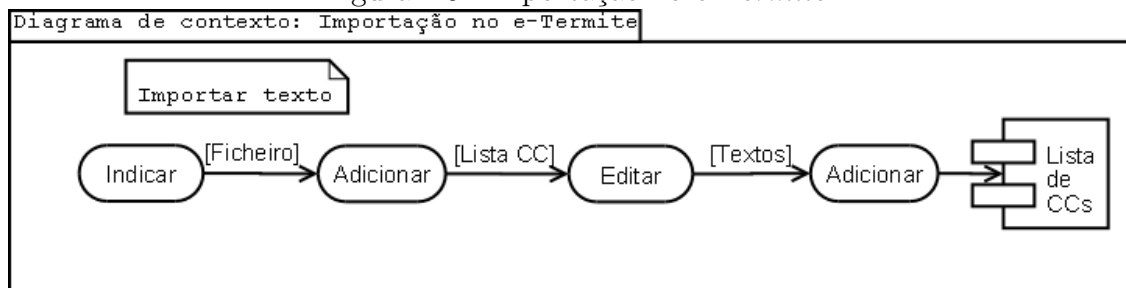 Diagrama de contexto: Importação no e-Termite
Importar texto
Indicar [Ficheiro] Adicionar [Lista CC] Editar [Textos] Adicionar Lista
de
CCs